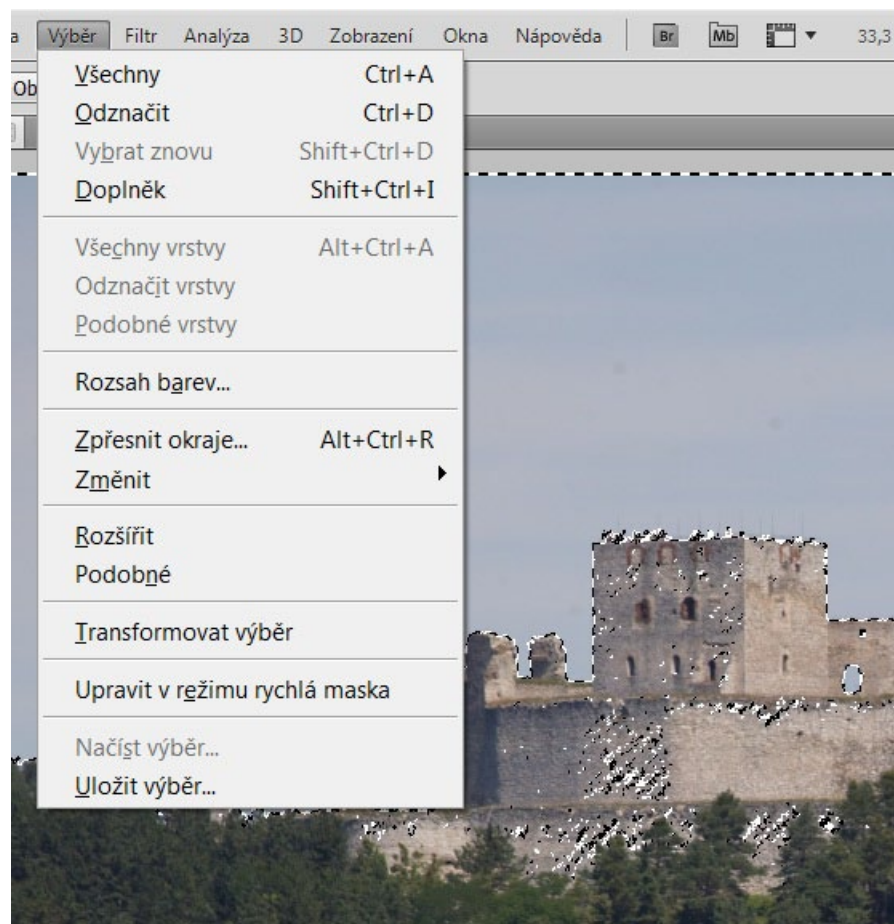 a Výběr Filtr Analýza 3D Zobrazení Okna Nápověda Br Mb 33,3
Ob
Všechny Ctrl+A
Odznačit Ctrl+D
Vybrat znovu Shift+Ctrl+D
Doplněk Shift+Ctrl+I
Všechny vrstvy Alt+Ctrl+A
Odznačit vrstvy
Podobné vrstvy
Rozsah barev...
Zpřesnit okraje... Alt+Ctrl+R
Změnit
Rozšířit
Podobné
Transformovat výběr
Upravit v režimu rychlá maska
Načíst výběr...
Uložit výběr...